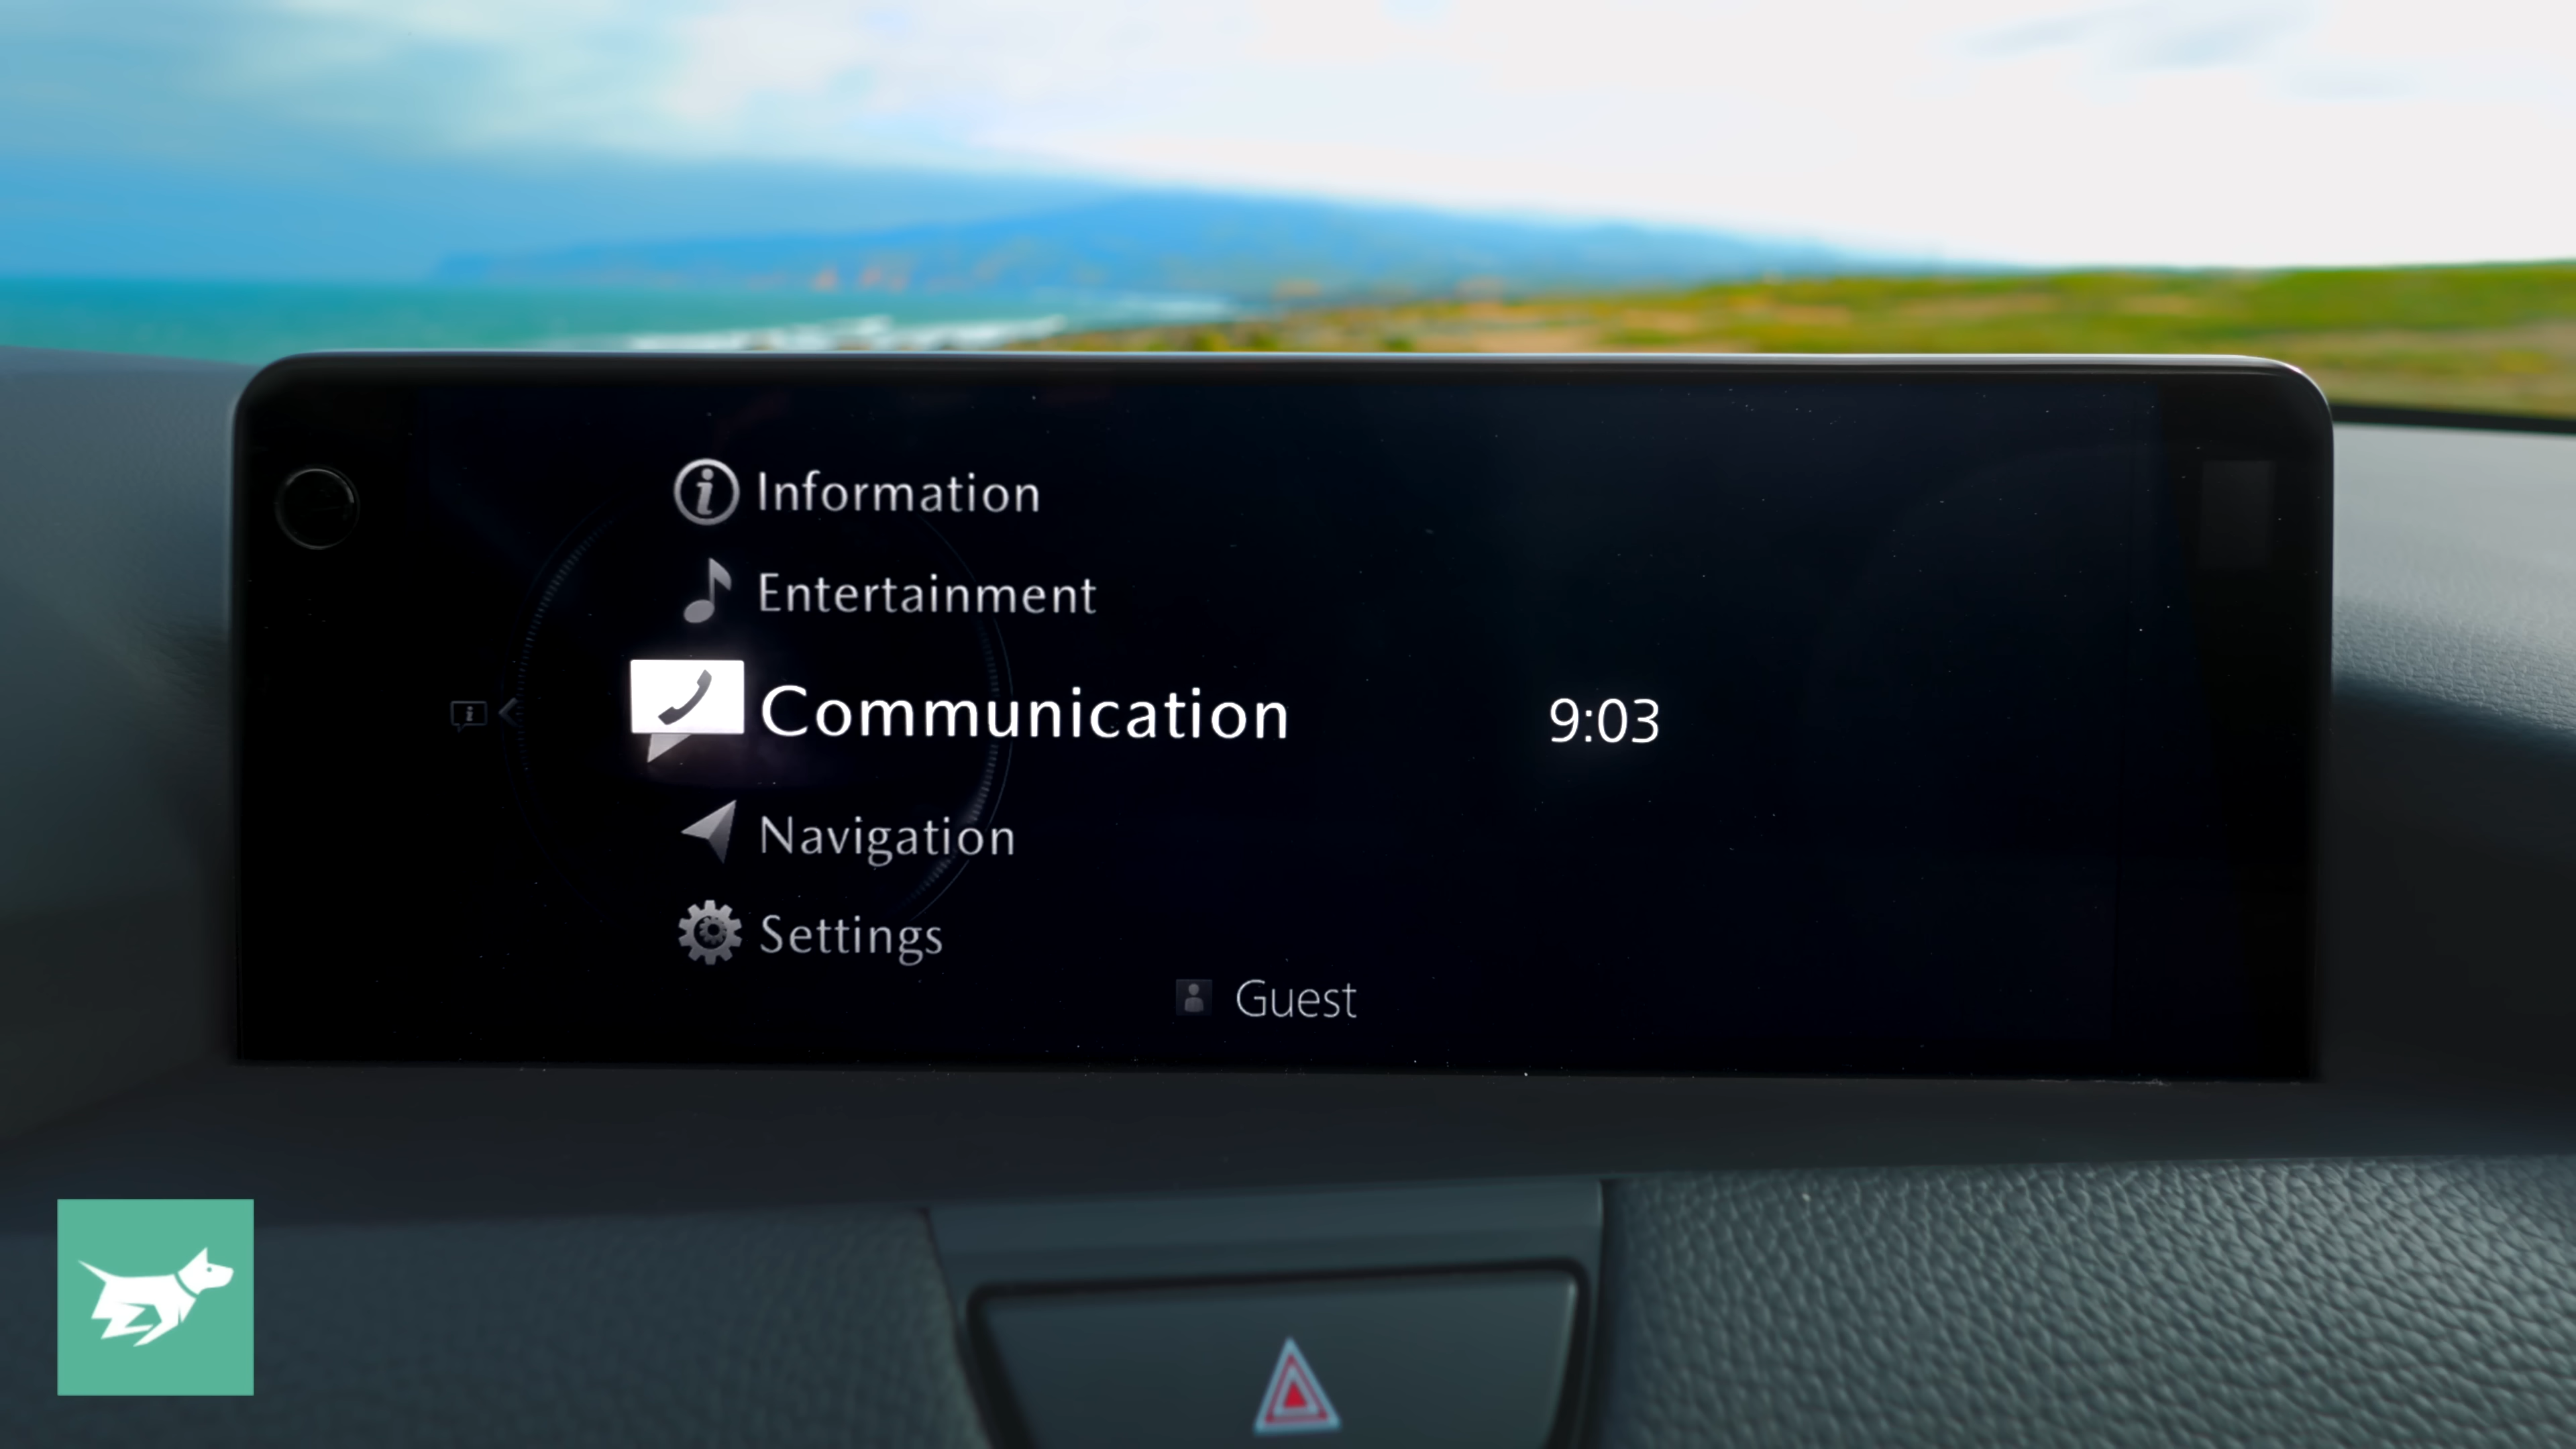 Information
Entertainment
Communication
9:03
Navigation
Settings
Guest